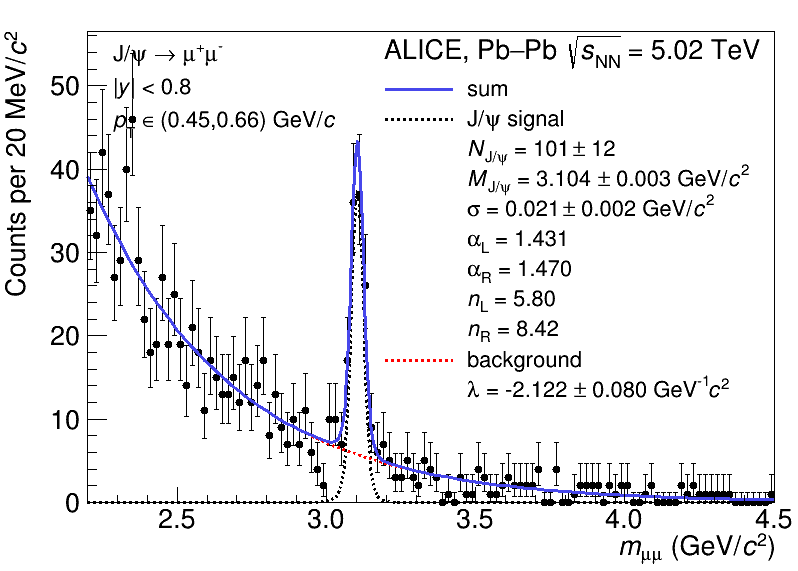 J/ψ → μ⁺μ⁻
|y| < 0.8
p_T ∈ (0.45,0.66) GeV/c
ALICE, Pb–Pb √s_NN = 5.02 TeV
sum
J/ψ signal
N_J/ψ = 101 ± 12
M_J/ψ = 3.104 ± 0.003 GeV/c²
σ = 0.021 ± 0.002 GeV/c²
α_L = 1.431
α_R = 1.470
n_L = 5.80
n_R = 8.42
background
λ = -2.122 ± 0.080 GeV⁻¹c²
Counts per 20 MeV/c²
50
40
30
20
10
0
2.5 3.0 3.5 4.0 4.5
m_μμ (GeV/c²)